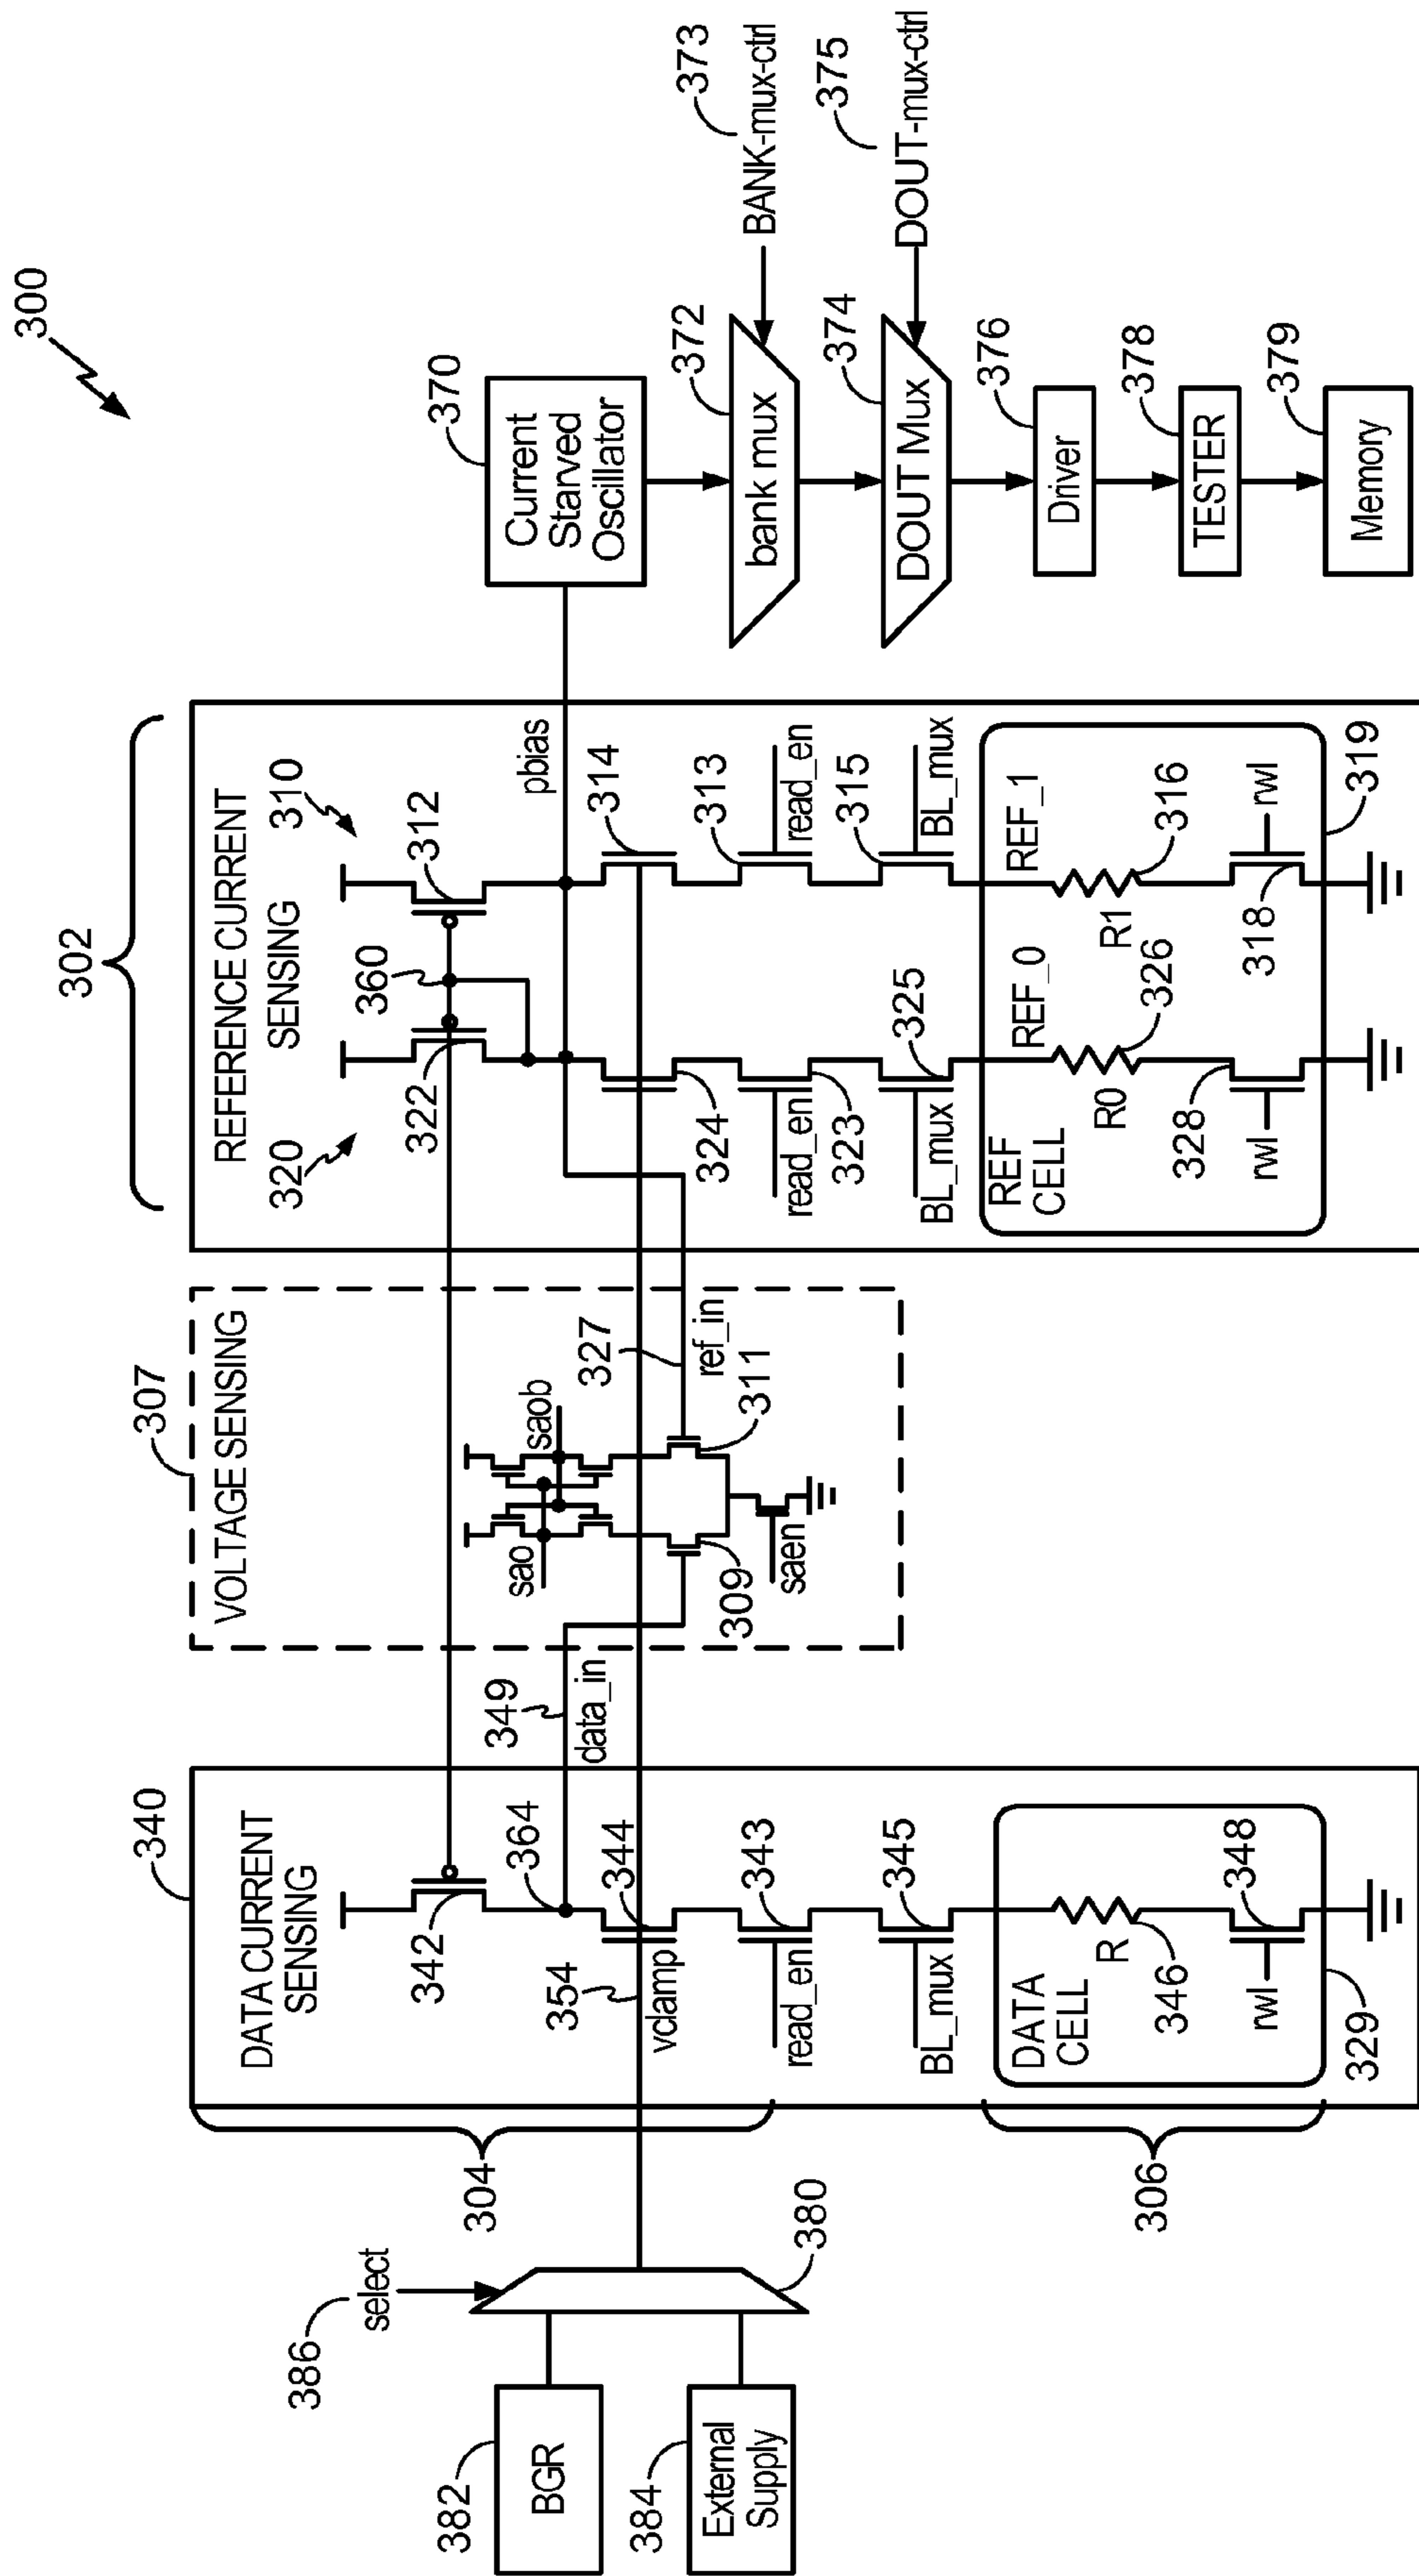 300
302
REFERENCE CURRENT
SENSING
320
310
360
322
312
pbias
324
314
read_en
323
313
read_en
BL_mux
325
315
BL_mux
REF
CELL
REF_0
REF_1
R0
326
R1
316
rwl
328
318
rwl
319
370
Current
Starved
Oscillator
372
bank mux
373
BANK-mux-ctrl
374
DOUT Mux
375
DOUT-mux-ctrl
376
Driver
378
TESTER
379
Memory
307
VOLTAGE SENSING
sao
saob
327
ref_in
309
311
saen
340
DATA CURRENT
SENSING
342
364
349
data_in
354
vclamp
344
read_en
343
BL_mux
345
DATA
CELL
R
346
rwl
348
329
304
306
386
select
380
382
BGR
384
External
Supply